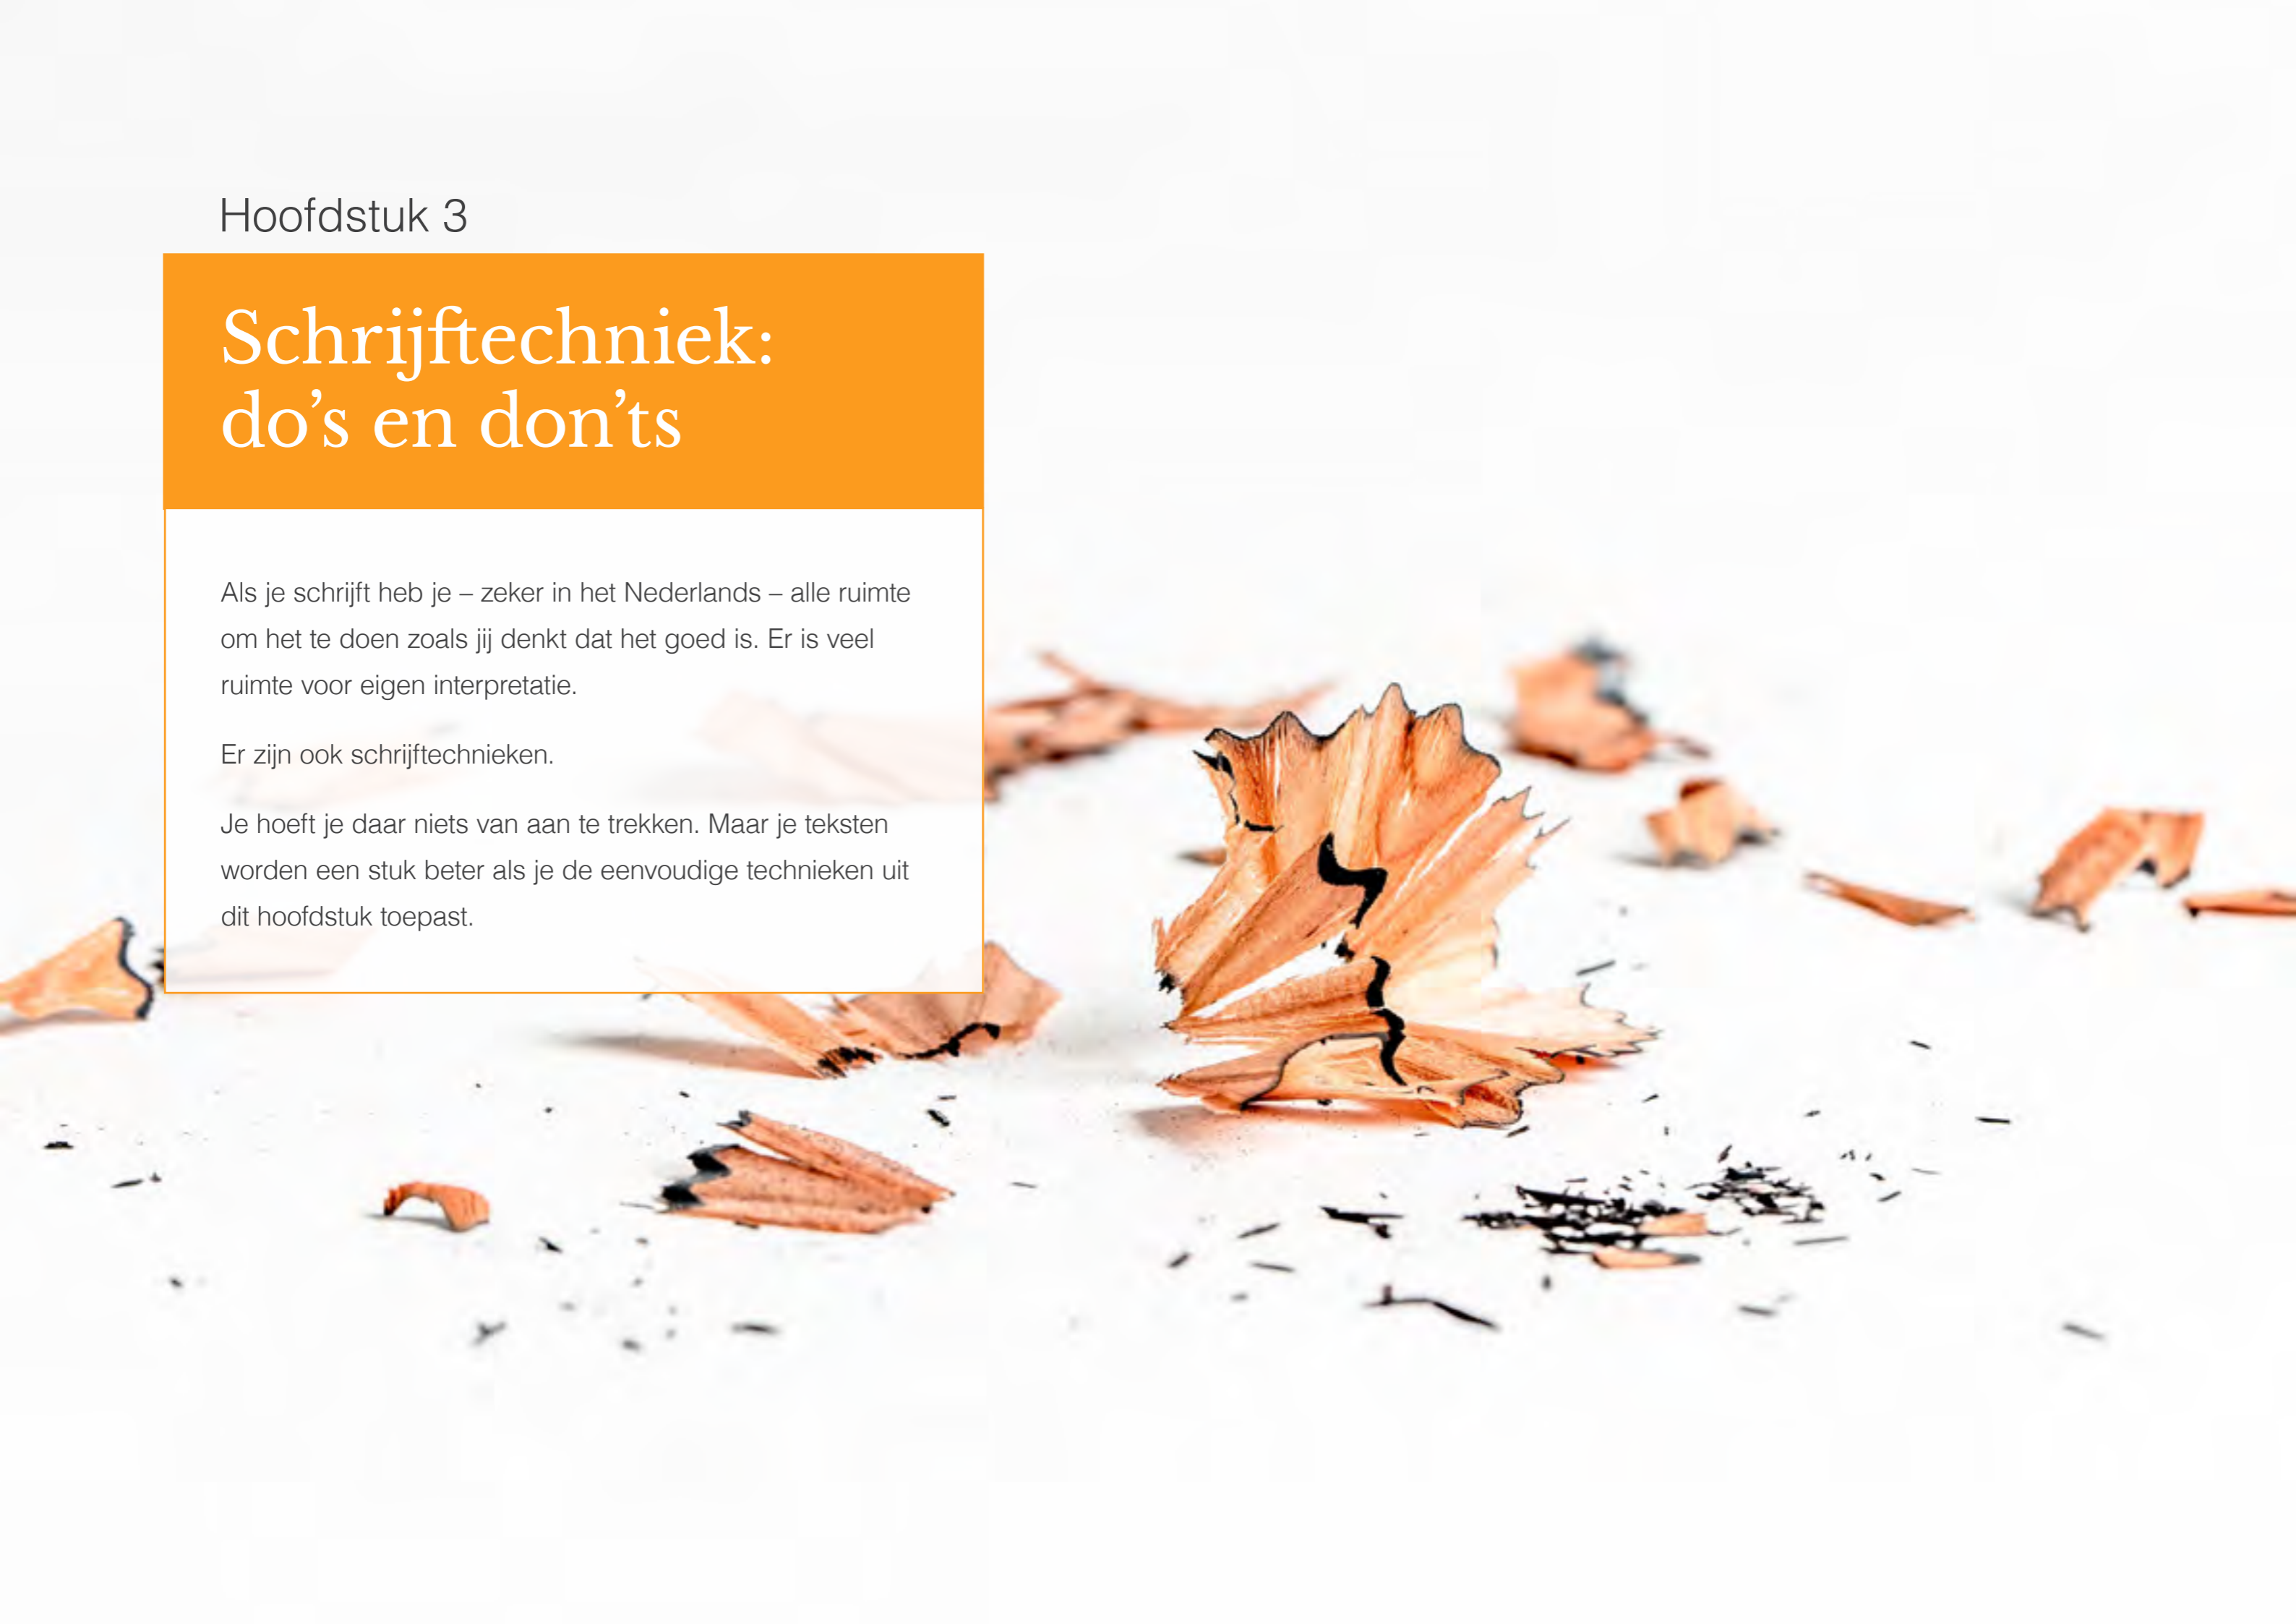 Hoofdstuk 3
Schrijftechniek:
do’s en don’ts
Als je schrijft heb je – zeker in het Nederlands – alle ruimte
om het te doen zoals jij denkt dat het goed is. Er is veel
ruimte voor eigen interpretatie.
Er zijn ook schrijftechnieken.
Je hoeft je daar niets van aan te trekken. Maar je teksten
worden een stuk beter als je de eenvoudige technieken uit
dit hoofdstuk toepast.